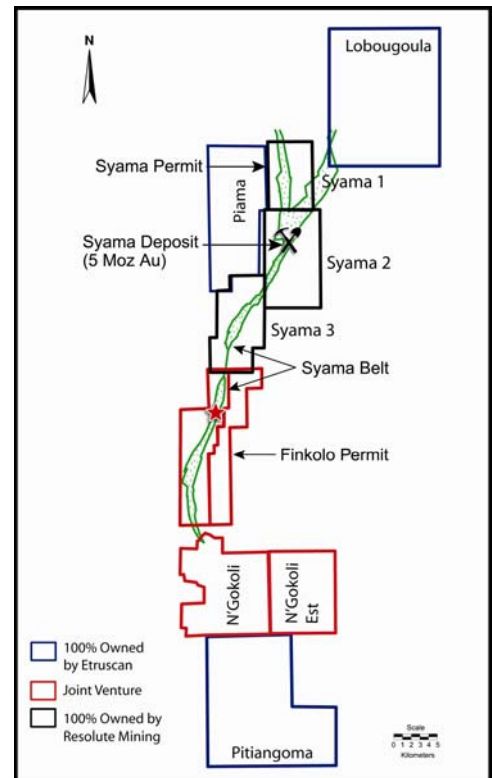 N
Lobougoula
Syama Permit
Syama 1
Piama
Syama Deposit
(5 Moz Au)
Syama 2
Syama 3
Syama Belt
Finkolo Permit
N'Gokoli
N'Gokoli
Est
100% Owned
by Etruscan
Joint Venture
100% Owned by
Resolute Mining
Pitiangoma
Scale
0 1 2 3 4 5
Kilometers